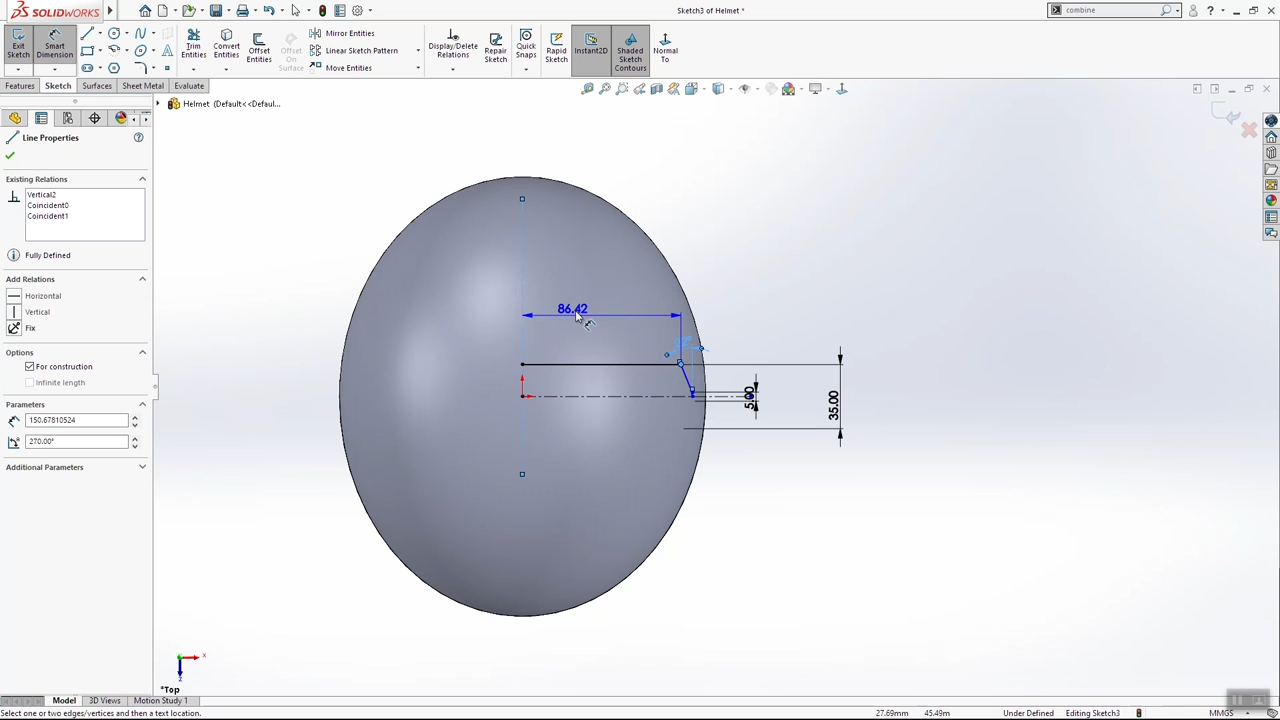 SOLIDWORKS
Sketch3 of Helmet *
combine
Exit Sketch
Smart Dimension
Trim Entities
Convert Entities
Offset Entities
Offset On Surface
Mirror Entities
Linear Sketch Pattern
Move Entities
Display/Delete Relations
Repair Sketch
Quick Snaps
Rapid Sketch
Instant2D
Shaded Sketch Contours
Normal To
Features
Sketch
Surfaces
Sheet Metal
Evaluate
Helmet (Default<<Defaul...
Line Properties
Existing Relations
Vertical2
Coincident0
Coincident1
Fully Defined
Add Relations
Horizontal
Vertical
Fix
Options
For construction
Infinite length
Parameters
150.67810524
270.00°
Additional Parameters
86.42
5.00
35.00
x
z
*Top
Model
3D Views
Motion Study 1
Select one or two edges/vertices and then a text location.
27.69mm
45.49m
Under Defined
Editing Sketch3
MMGS